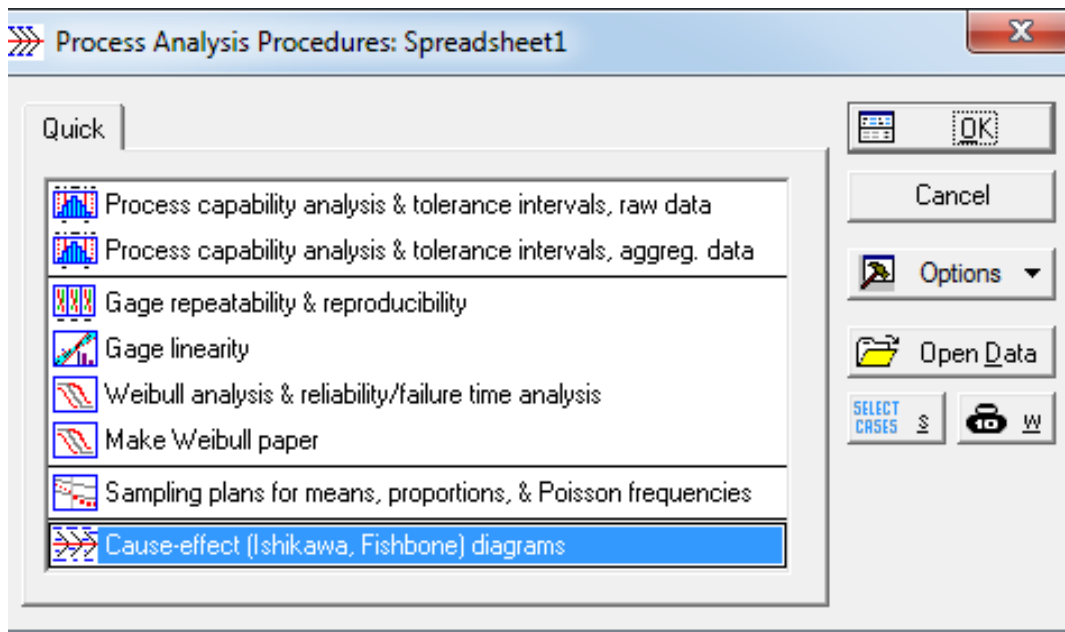 Process Analysis Procedures: Spreadsheet1
x
Quick
Process capability analysis & tolerance intervals, raw data
Process capability analysis & tolerance intervals, aggreg. data
Gage repeatability & reproducibility
Gage linearity
Weibull analysis & reliability/failure time analysis
Make Weibull paper
Sampling plans for means, proportions, & Poisson frequencies
Cause-effect (Ishikawa, Fishbone) diagrams
OK
Cancel
Options
Open Data
SELECT
CASES S
10 W